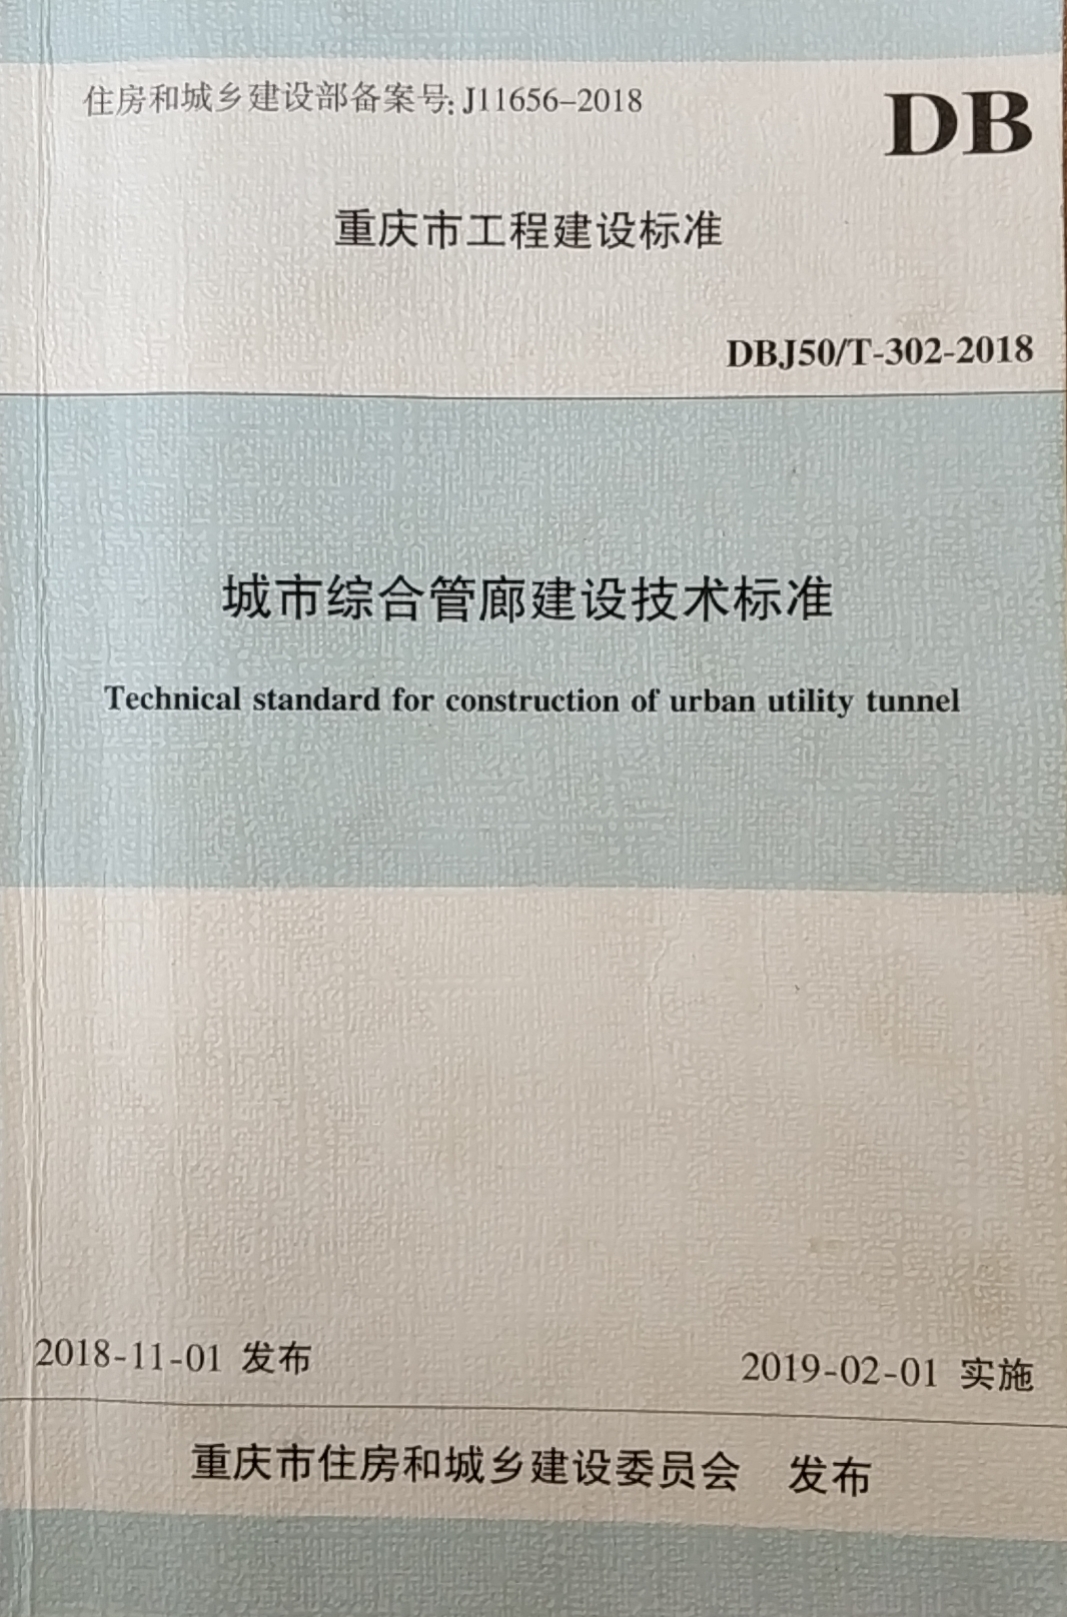 住房和城乡建设部备案号:J11656-2018
DB
重庆市工程建设标准
DBJ50/T-302-2018
城市综合管廊建设技术标准
Technical standard for construction of urban utility tunnel
2018-11-01 发布
2019-02-01 实施
重庆市住房和城乡建设委员会 发布